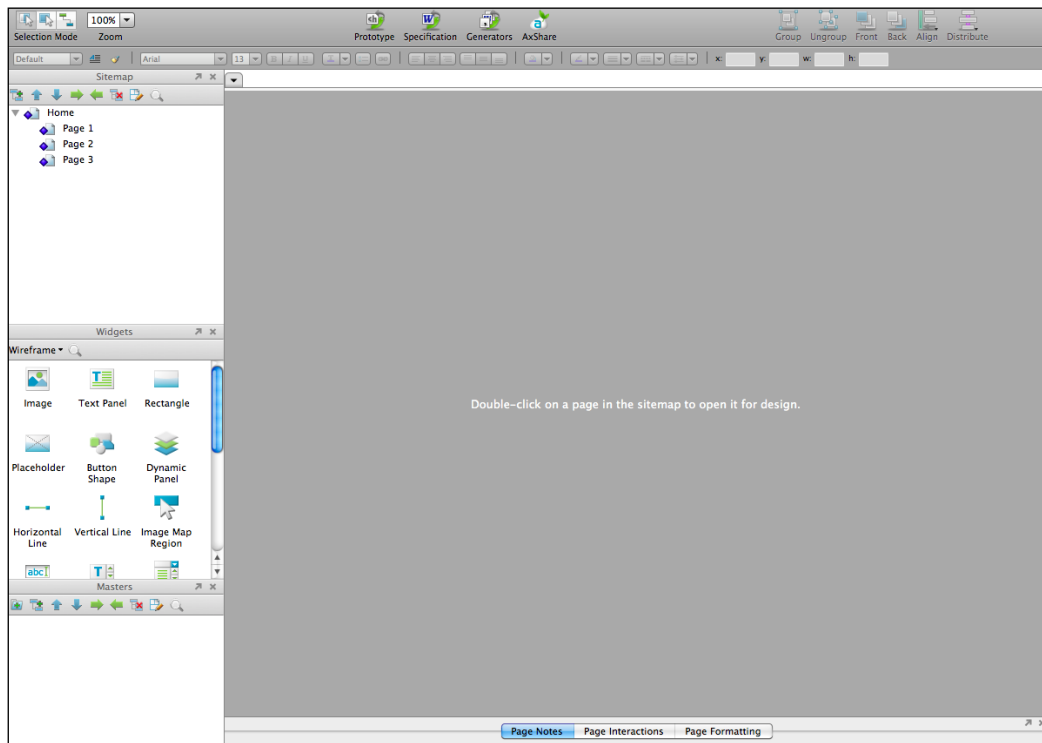 100%
Selection Mode Zoom Prototype Specification Generators AxShare Group Ungroup Front Back Align Distribute
Default Arial 13 B I U x: y: w: h:
Sitemap
Home
Page 1
Page 2
Page 3
Widgets
Wireframe
Image Text Panel Rectangle
Double-click on a page in the sitemap to open it for design.
Placeholder Button Dynamic
Shape Panel
Horizontal Vertical Line Image Map
Line Region
abc T
Masters
Page Notes Page Interactions Page Formatting